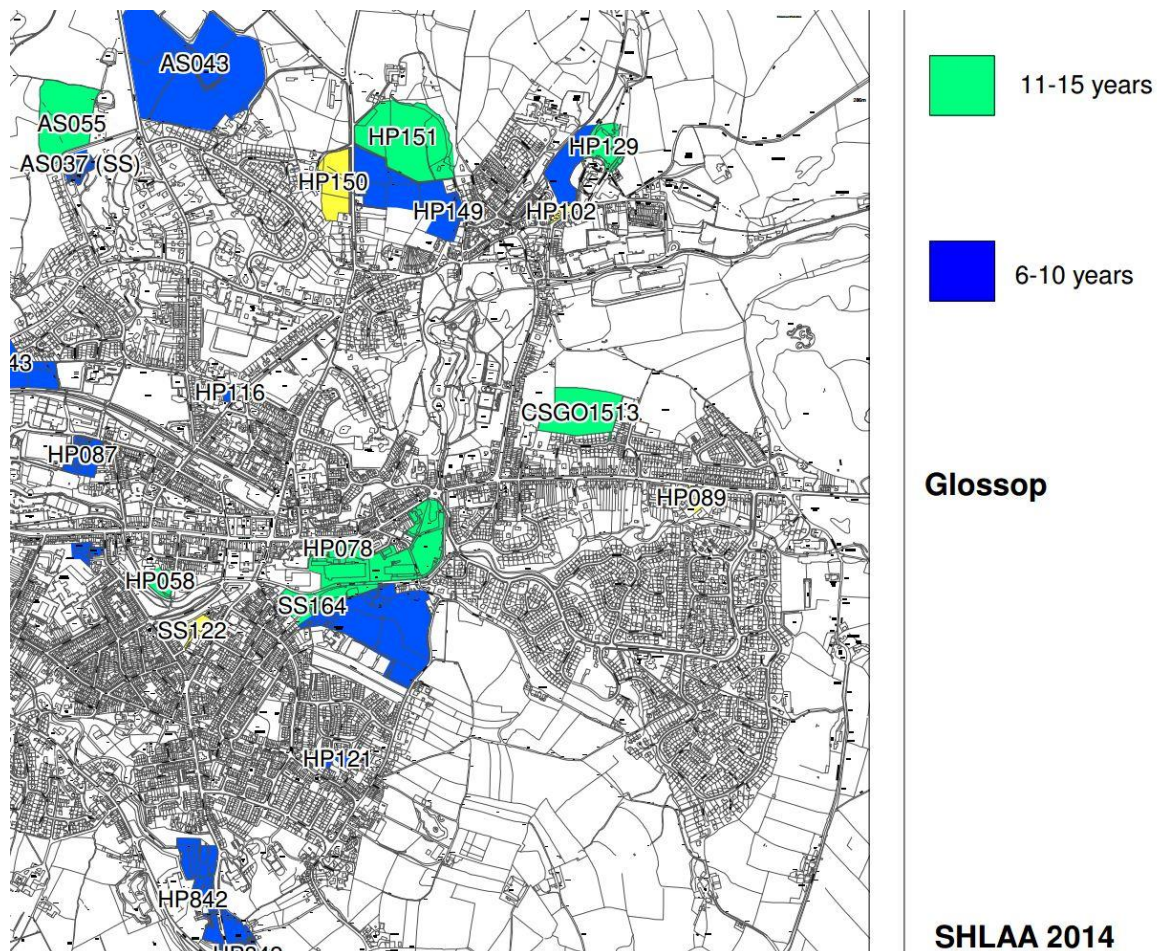 AS043
11-15 years
AS055
HP151
HP129
AS037 (SS)
HP150
HP149
HP102
6-10 years
43
HP116
CSGO1513
HP087
Glossop
HP089
HP078
HP058
SS164
SS122
HP121
HP842
SHLAA 2014